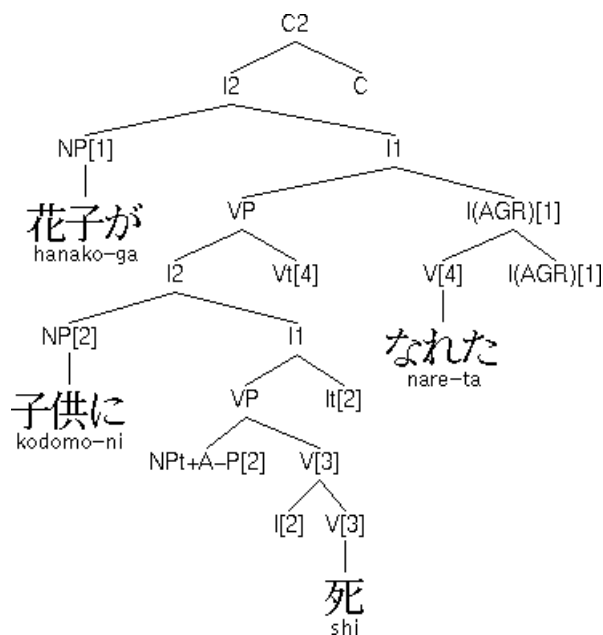 C2
I2 C
NP[1] I1
花子が VP I(AGR)[1]
hanako-ga
I2 Vt[4] V[4] I(AGR)[1]
NP[2] I1 なれた
nare-ta
子供に VP It[2]
kodomo-ni
NPt+A-P[2] V[3]
I[2] V[3]
死
shi